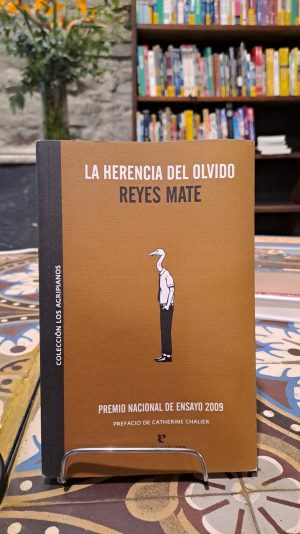 LA HERENCIA DEL OLVIDO
REYES MATE
COLECCIÓN LOS AGRIPIANOS
PREMIO NACIONAL DE ENSAYO 2009
PREFACIO DE CATHERINE CHALIER